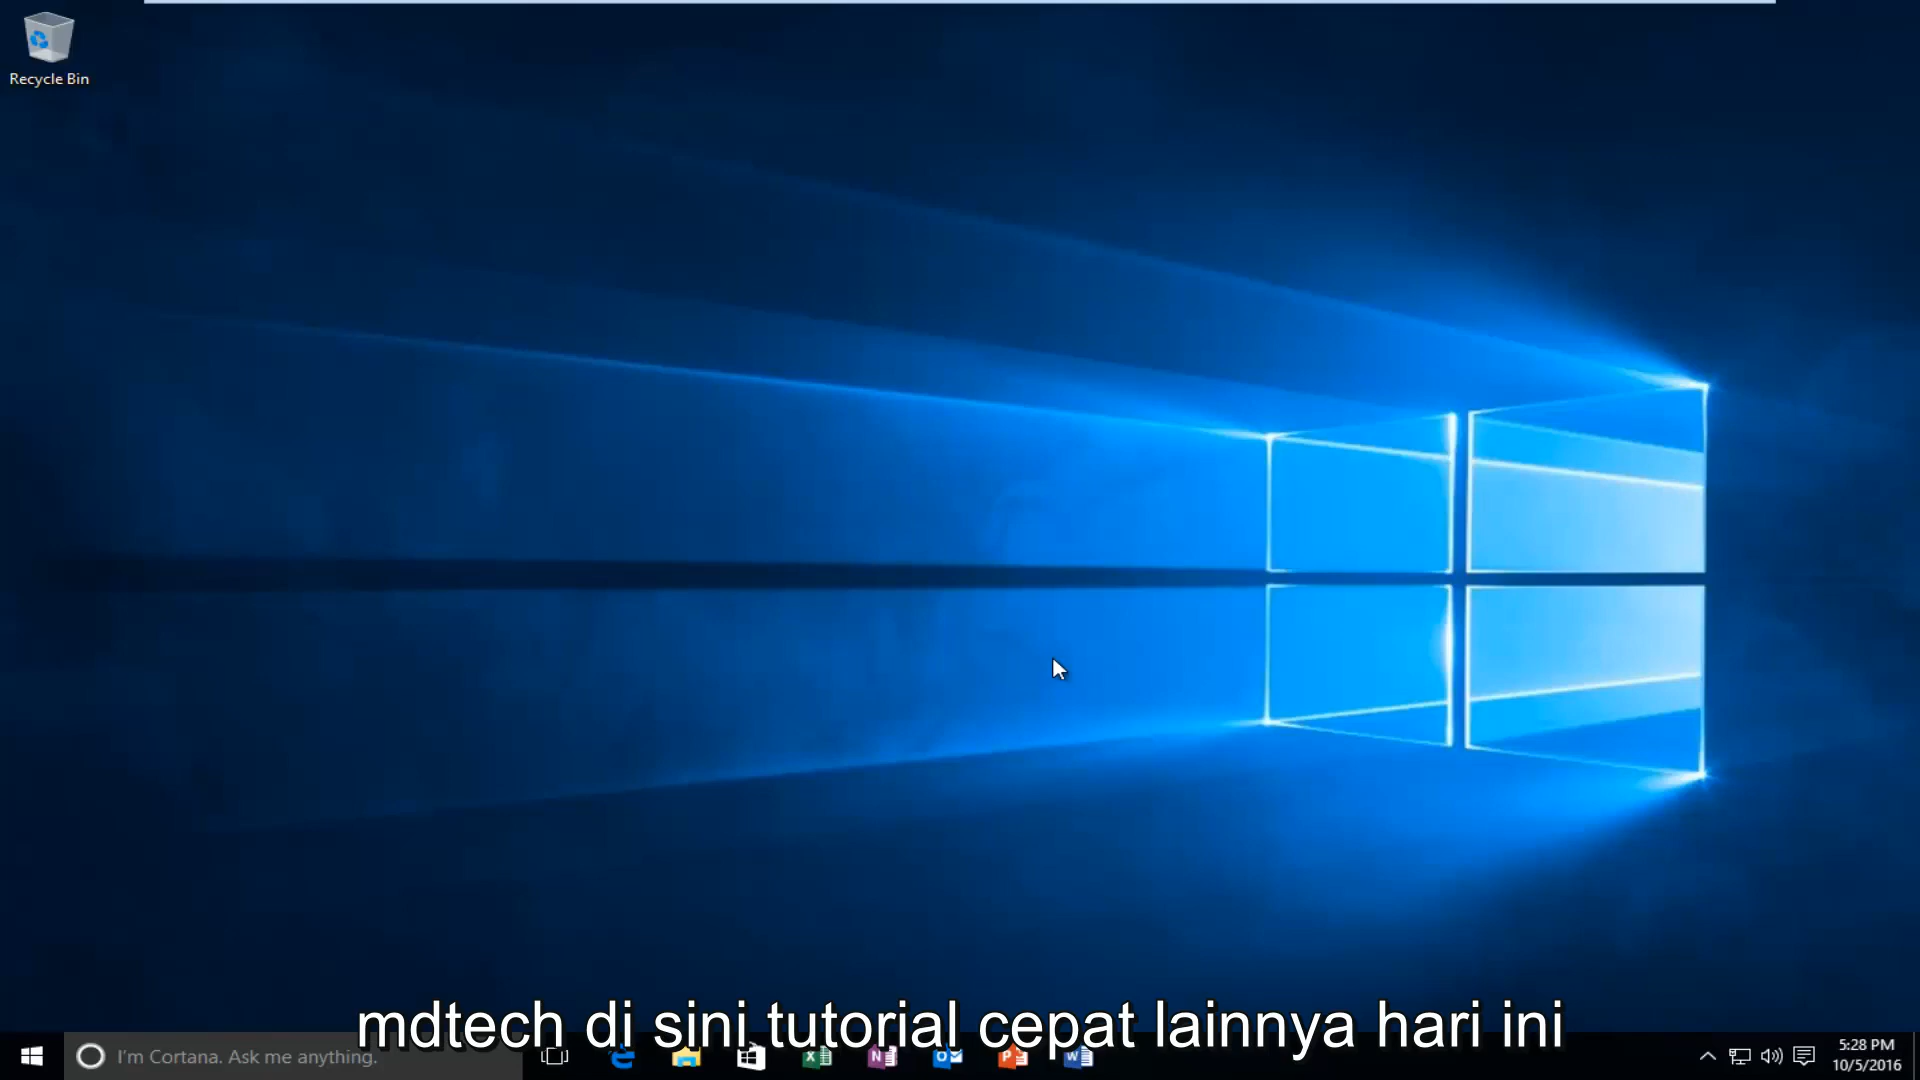 Recycle Bin
mdtech di sini tutorial cepat lainnya hari ini
I'm Cortana. Ask me anything.
5:28 PM
10/5/2016